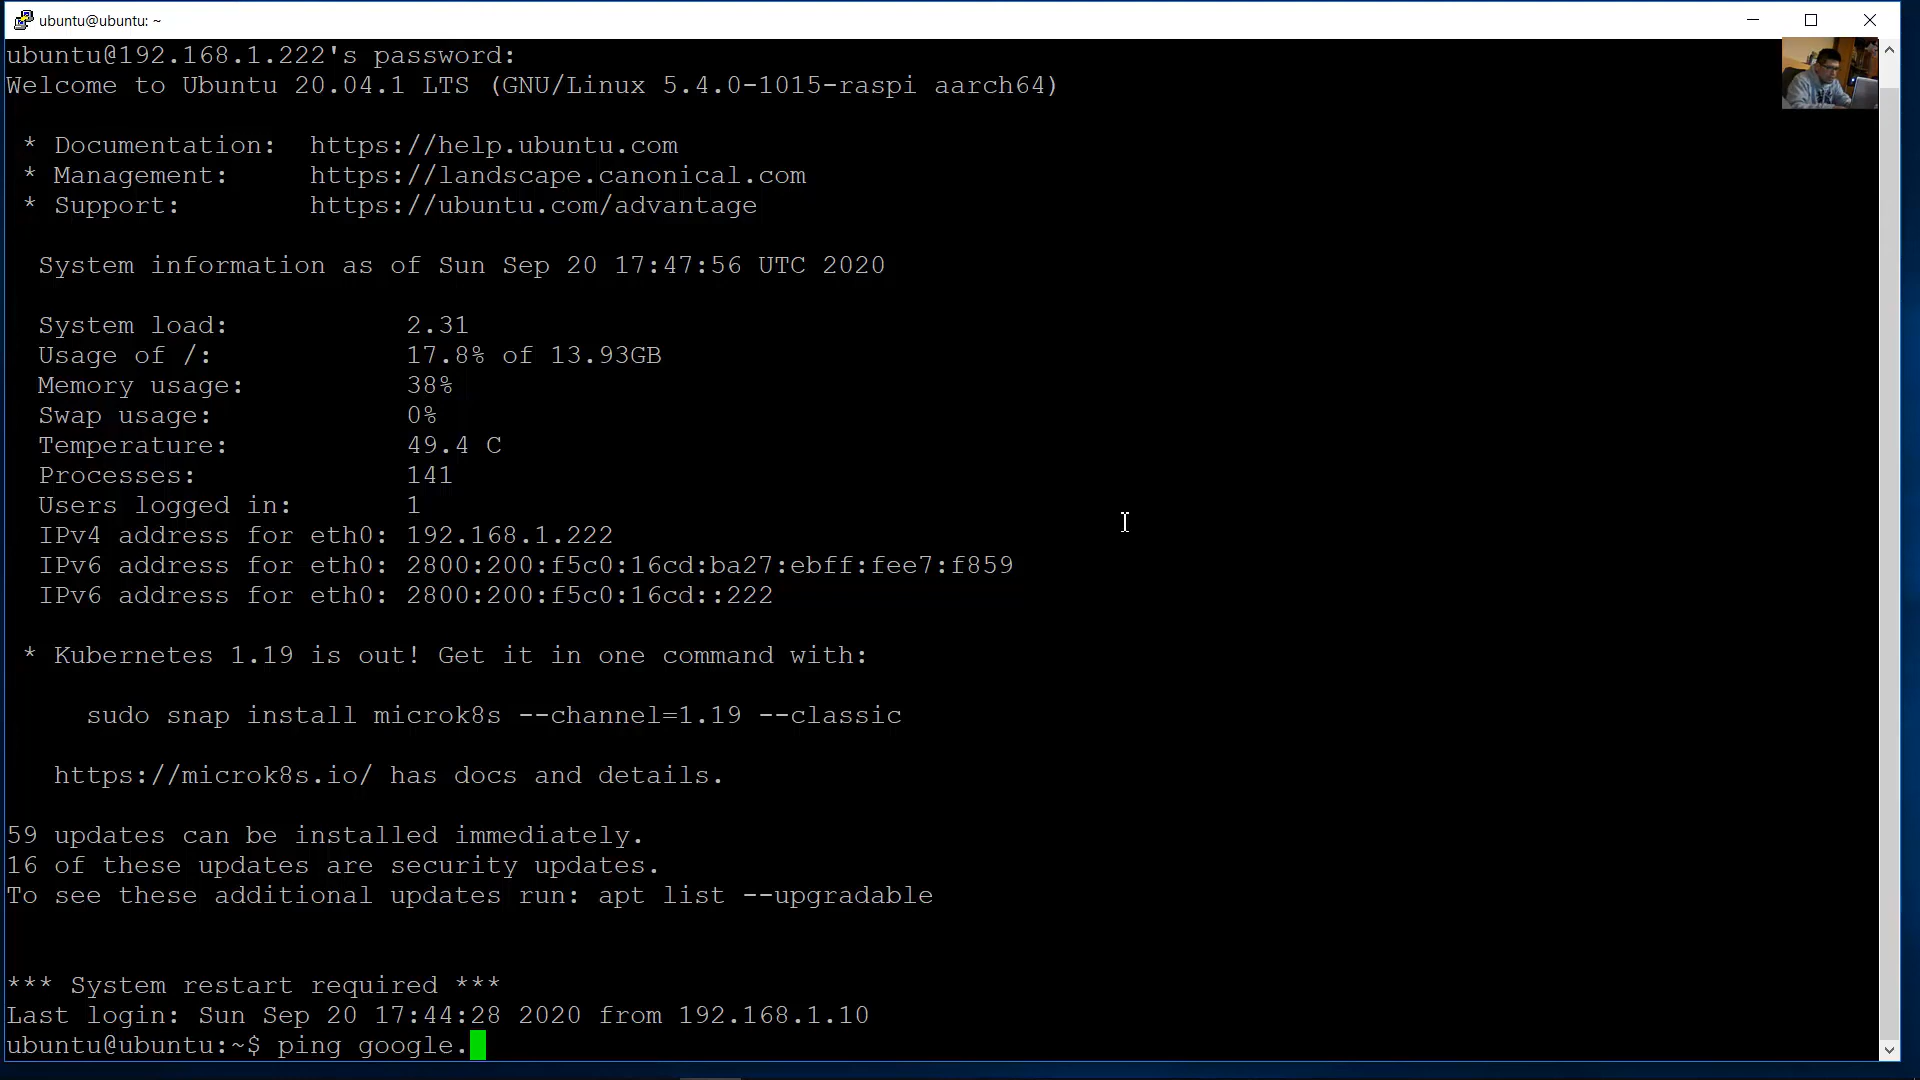 ubuntu@ubuntu: ~
ubuntu@192.168.1.222's password:
Welcome to Ubuntu 20.04.1 LTS (GNU/Linux 5.4.0-1015-raspi aarch64)
* Documentation:  https://help.ubuntu.com
* Management:     https://landscape.canonical.com
* Support:        https://ubuntu.com/advantage
System information as of Sun Sep 20 17:47:56 UTC 2020
System load:           2.31
Usage of /:            17.8% of 13.93GB
Memory usage:          38%
Swap usage:            0%
Temperature:           49.4 C
Processes:             141
Users logged in:       1
IPv4 address for eth0: 192.168.1.222
IPv6 address for eth0: 2800:200:f5c0:16cd:ba27:ebff:fee7:f859
IPv6 address for eth0: 2800:200:f5c0:16cd::222
* Kubernetes 1.19 is out! Get it in one command with:
sudo snap install microk8s --channel=1.19 --classic
https://microk8s.io/ has docs and details.
59 updates can be installed immediately.
16 of these updates are security updates.
To see these additional updates run: apt list --upgradable
*** System restart required ***
Last login: Sun Sep 20 17:44:28 2020 from 192.168.1.10
ubuntu@ubuntu:~$ ping google.